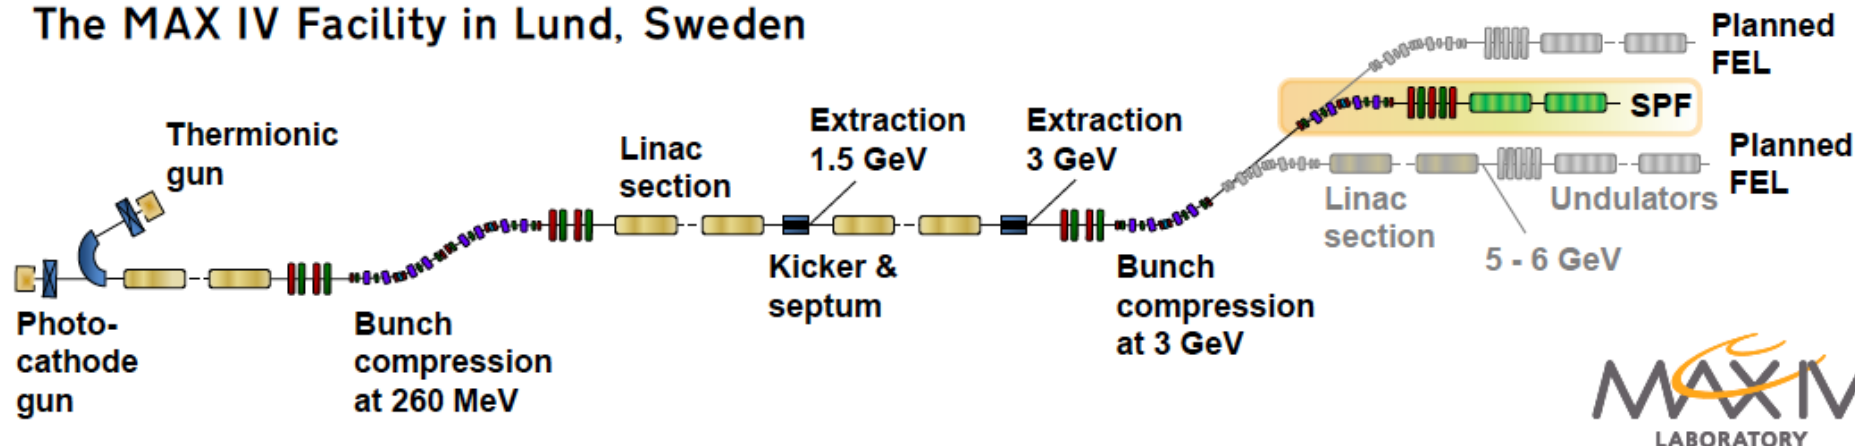 The MAX IV Facility in Lund, Sweden
Planned
FEL
SPF
Planned
FEL
Thermionic
gun
Linac
section
Extraction
1.5 GeV
Extraction
3 GeV
Linac
section
Undulators
5 - 6 GeV
Kicker &
septum
Bunch
compression
at 3 GeV
Photo-
cathode
gun
Bunch
compression
at 260 MeV
MAX IV
LABORATORY